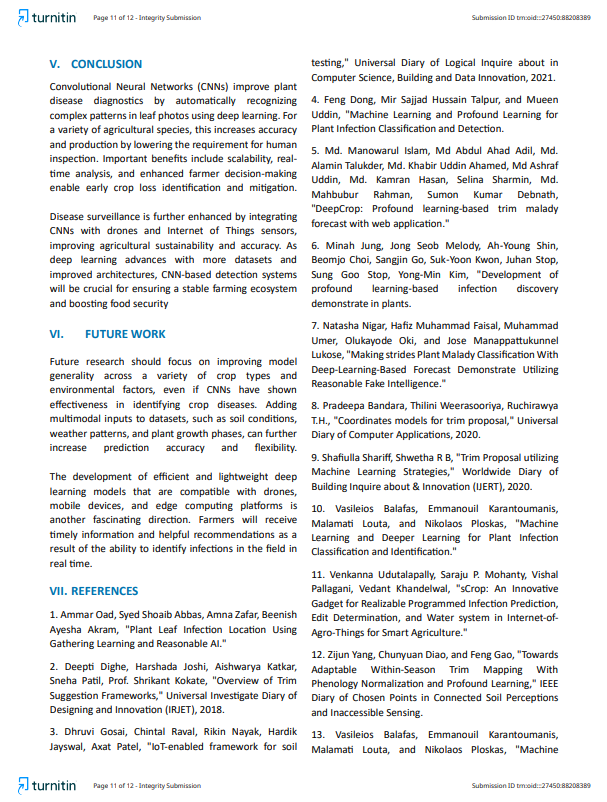 turnitin Page 11 of 12 - Integrity Submission Submission ID tm:oid:::27450:88208389
V. CONCLUSION
Convolutional Neural Networks (CNNs) improve plant
disease diagnostics by automatically recognizing
complex patterns in leaf photos using deep learning. For
a variety of agricultural species, this increases accuracy
and production by lowering the requirement for human
inspection. Important benefits include scalability, real-
time analysis, and enhanced farmer decision-making
enable early crop loss identification and mitigation.
Disease surveillance is further enhanced by integrating
CNNs with drones and Internet of Things sensors,
improving agricultural sustainability and accuracy. As
deep learning advances with more datasets and
improved architectures, CNN-based detection systems
will be crucial for ensuring a stable farming ecosystem
and boosting food security
VI. FUTURE WORK
Future research should focus on improving model
generality across a variety of crop types and
environmental factors, even if CNNs have shown
effectiveness in identifying crop diseases. Adding
multimodal inputs to datasets, such as soil conditions,
weather patterns, and plant growth phases, can further
increase prediction accuracy and flexibility.
The development of efficient and lightweight deep
learning models that are compatible with drones,
mobile devices, and edge computing platforms is
another fascinating direction. Farmers will receive
timely information and helpful recommendations as a
result of the ability to identify infections in the field in
real time.
VII. REFERENCES
1. Ammar Oad, Syed Shoaib Abbas, Amna Zafar, Beenish
Ayesha Akram, "Plant Leaf Infection Location Using
Gathering Learning and Reasonable AI."
2. Deepti Dighe, Harshada Joshi, Aishwarya Katkar,
Sneha Patil, Prof. Shrikant Kokate, "Overview of Trim
Suggestion Frameworks," Universal Investigate Diary of
Designing and Innovation (IRJET), 2018.
3. Dhruvi Gosai, Chintal Raval, Rikin Nayak, Hardik
Jayswal, Axat Patel, "IoT-enabled framework for soil
testing," Universal Diary of Logical Inquire about in
Computer Science, Building and Data Innovation, 2021.
4. Feng Dong, Mir Sajjad Hussain Talpur, and Mueen
Uddin, "Machine Learning and Profound Learning for
Plant Infection Classification and Detection.
5. Md. Manowarul Islam, Md Abdul Ahad Adil, Md.
Alamin Talukder, Md. Khabir Uddin Ahamed, Md Ashraf
Uddin, Md. Kamran Hasan, Selina Sharmin, Md.
Mahbubur Rahman, Sumon Kumar Debnath,
"DeepCrop: Profound learning-based trim malady
forecast with web application."
6. Minah Jung, Jong Seob Melody, Ah-Young Shin,
Beomjo Choi, Sangjin Go, Suk-Yoon Kwon, Juhan Stop,
Sung Goo Stop, Yong-Min Kim, "Development of
profound learning-based infection discovery
demonstrate in plants.
7. Natasha Nigar, Hafiz Muhammad Faisal, Muhammad
Umer, Olukayode Oki, and Jose Manappattukunnel
Lukose, "Making strides Plant Malady Classification With
Deep-Learning-Based Forecast Demonstrate Utilizing
Reasonable Fake Intelligence."
8. Pradeepa Bandara, Thilini Weerasooriya, Ruchirawya
T.H., "Coordinates models for trim proposal," Universal
Diary of Computer Applications, 2020.
9. Shafiulla Shariff, Shwetha R B, "Trim Proposal utilizing
Machine Learning Strategies," Worldwide Diary of
Building Inquire about & Innovation (IJERT), 2020.
10. Vasileios Balafas, Emmanouil Karantoumanis,
Malamati Louta, and Nikolaos Ploskas, "Machine
Learning and Deeper Learning for Plant Infection
Classification and Identification."
11. Venkanna Udutalapally, Saraju P. Mohanty, Vishal
Pallagani, Vedant Khandelwal, "sCrop: An Innovative
Gadget for Realizable Programmed Infection Prediction,
Edit Determination, and Water system in Internet-of-
Agro-Things for Smart Agriculture."
12. Zijun Yang, Chunyuan Diao, and Feng Gao, "Towards
Adaptable Within-Season Trim Mapping With
Phenology Normalization and Profound Learning," IEEE
Diary of Chosen Points in Connected Soil Perceptions
and Inaccessible Sensing.
13. Vasileios Balafas, Emmanouil Karantoumanis,
Malamati Louta, and Nikolaos Ploskas, "Machine
turnitin Page 11 of 12 - Integrity Submission Submission ID tm:oid:::27450:88208389